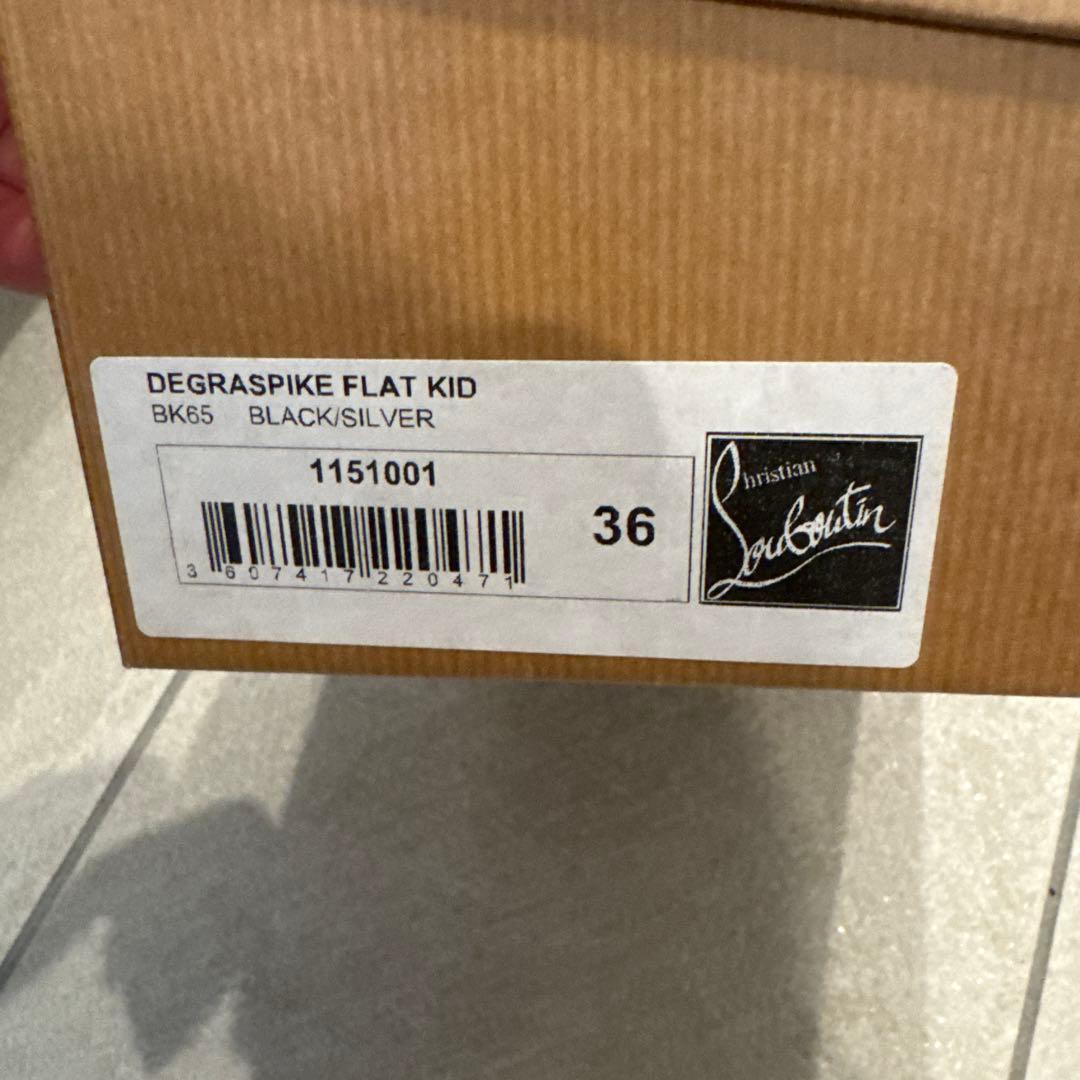 DEGRASPIKE FLAT KID
BK65 BLACK/SILVER
1151001
36
3 607417 220471
Christian
Louboutin